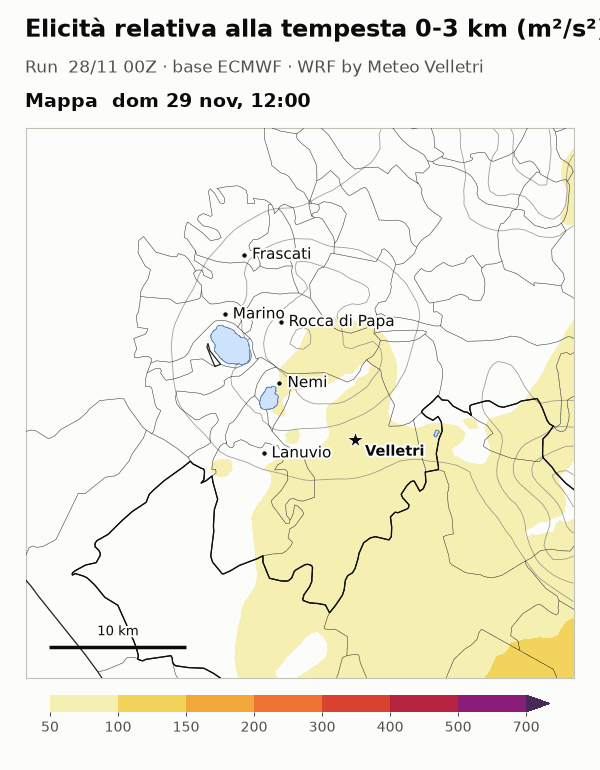 Elicità relativa alla tempesta 0-3 km (m²/s²)
Run  28/11 00Z · base ECMWF · WRF by Meteo Velletri
Mappa  dom 29 nov, 12:00
Frascati
Marino
Rocca di Papa
Nemi
Lanuvio
Velletri
10 km
50 100 150 200 300 400 500 700